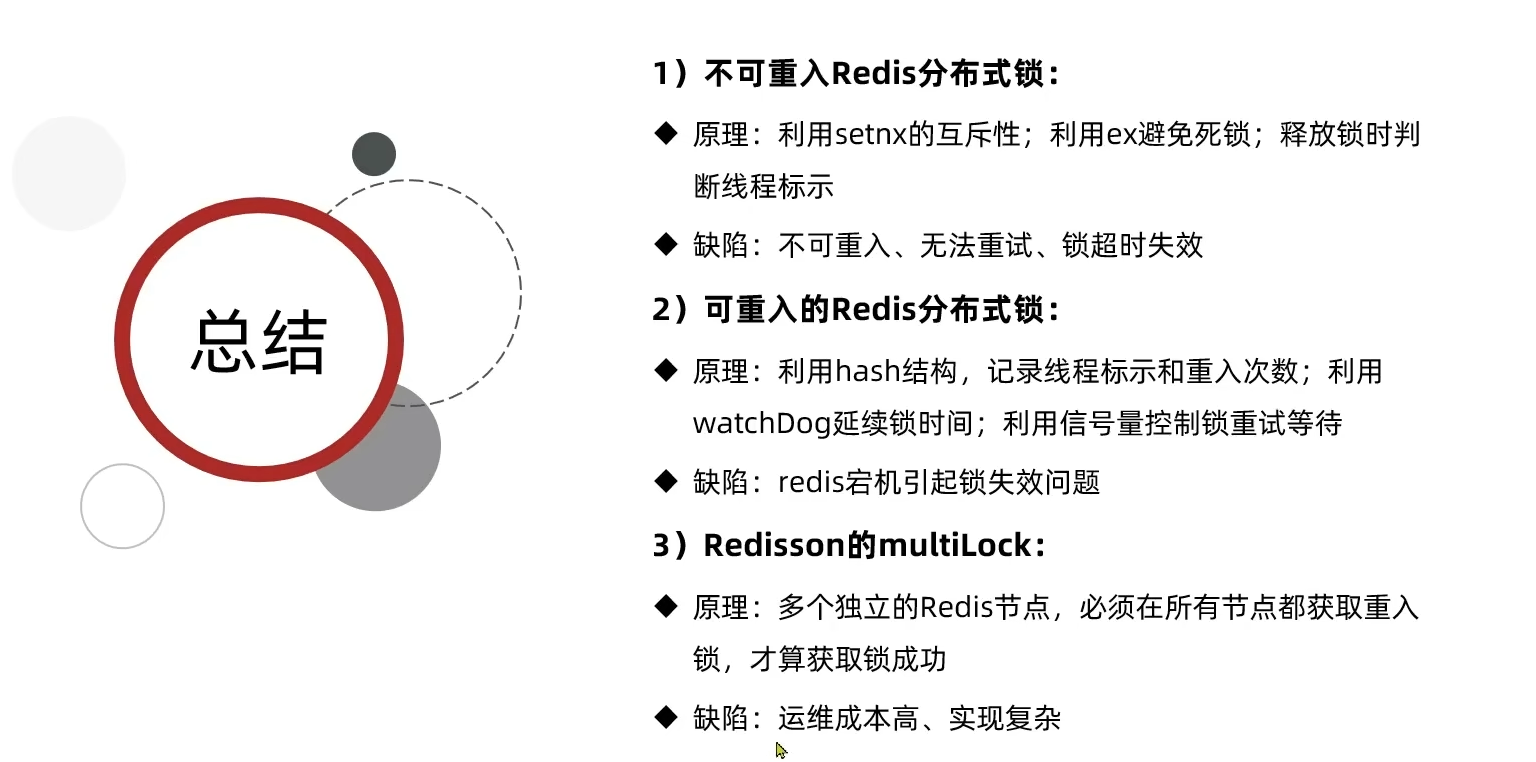 总结
1）不可重入Redis分布式锁：
◆ 原理：利用setnx的互斥性；利用ex避免死锁；释放锁时判
断线程标示
◆ 缺陷：不可重入、无法重试、锁超时失效
2）可重入的Redis分布式锁：
◆ 原理：利用hash结构，记录线程标示和重入次数；利用
watchDog延续锁时间；利用信号量控制锁重试等待
◆ 缺陷：redis宕机引起锁失效问题
3）Redisson的multiLock：
◆ 原理：多个独立的Redis节点，必须在所有节点都获取重入
锁，才算获取锁成功
◆ 缺陷：运维成本高、实现复杂